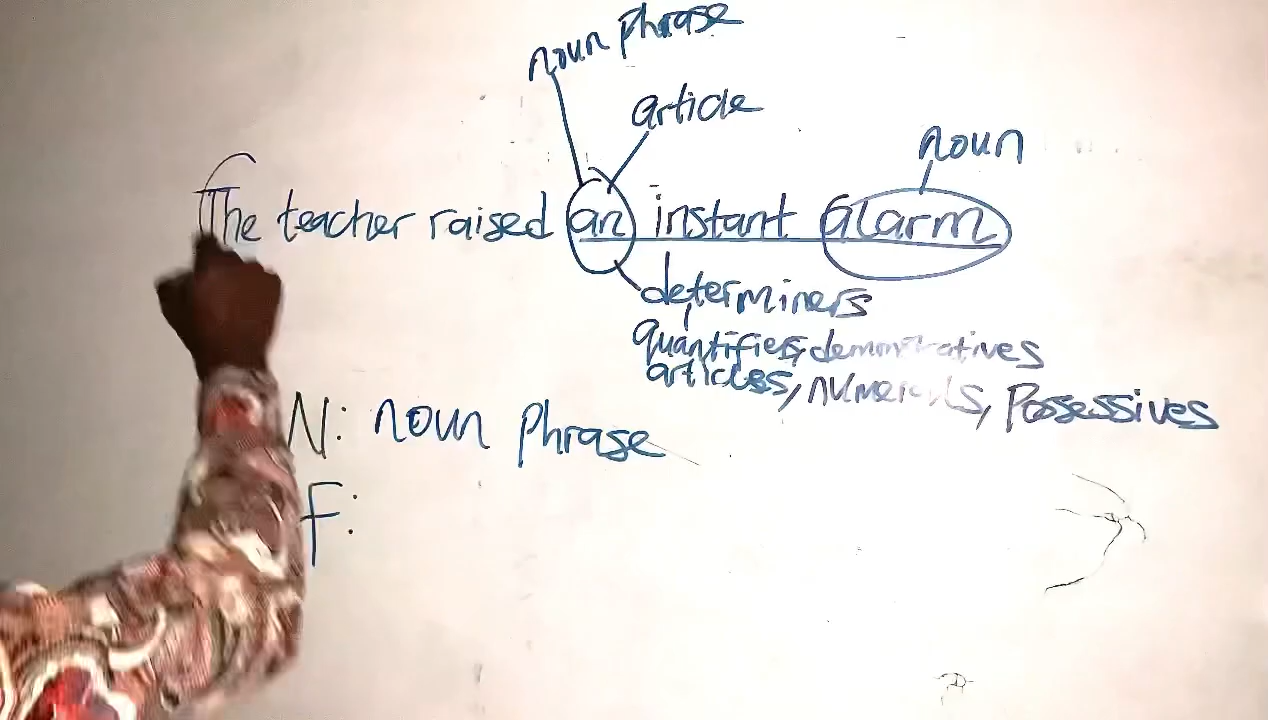 noun phrase
article
noun
The teacher raised an instant alarm
determiners
quantifiers, demonstratives
articles, numerals, Possessives
N: noun phrase
F: